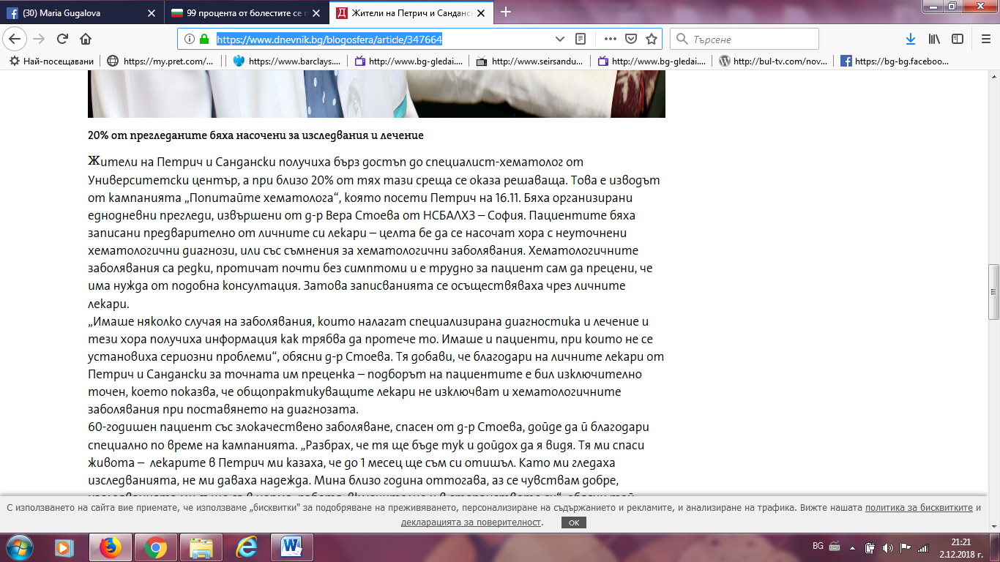 (30) Maria Gugalova
99 процента от болестите се п
Жители на Петрич и Санданс
https://www.dnevnik.bg/blogosfera/article/347664
Търсене
Най-посещавани
https://my.pret.com/...
https://www.barclays....
http://www.bg-gledai....
http://www.seirsandu...
http://www.bg-gledai....
http://bul-tv.com/nov...
https://bg-bg.faceboo...
20% от прегледаните бяха насочени за изследвания и лечение
Жители на Петрич и Сандански получиха бърз достъп до специалист-хематолог от
Университетски център, а при близо 20% от тях тази среща се оказа решаваща. Това е изводът
от кампанията „Попитайте хематолога“, която посети Петрич на 16.11. Бяха организирани
еднодневни прегледи, извършени от д-р Вера Стоева от НСБАЛХЗ – София. Пациентите бяха
записани предварително от личните си лекари – целта бе да се насочат хора с неуточнени
хематологични диагнози, или със съмнения за хематологични заболявания. Хематологичните
заболявания са редки, протичат почти без симптоми и е трудно за пациент сам да прецени, че
има нужда от подобна консултация. Затова записванията се осъществяваха чрез личните
лекари.
„Имаше няколко случая на заболявания, които налагат специализирана диагностика и лечение и
тези хора получиха информация как трябва да протече то. Имаше и пациенти, при които не се
установиха сериозни проблеми“, обясни д-р Стоева. Тя добави, че благодари на личните лекари от
Петрич и Сандански за точната им преценка – подборът на пациентите е бил изключително
точен, което показва, че общопрактикуващите лекари не изключват и хематологичните
заболявания при поставянето на диагнозата.
60-годишен пациент със злокачествено заболяване, спасен от д-р Стоева, дойде да й благодари
специално по време на кампанията. „Разбрах, че тя ще бъде тук и дойдох да я видя. Тя ми спаси
живота – лекарите в Петрич ми казаха, че до 1 месец ще съм си отишъл. Като ми гледаха
изследванията, не ми даваха надежда. Мина близо година оттогава, аз се чувствам добре,
С използването на сайта вие приемате, че използваме „бисквитки" за подобряване на преживяването, персонализиране на съдържанието и рекламите, и анализиране на трафика. Вижте нашата политика за бисквитките и
декларацията за поверителност. OK
BG
21:21
2.12.2018 г.